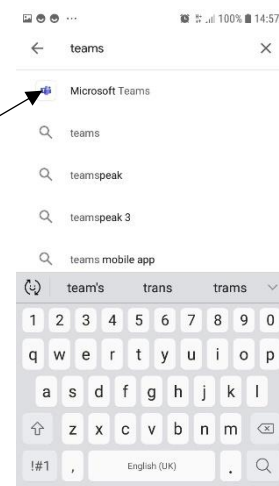 100% 14:57
teams
Microsoft Teams
teams
teamspeak
teamspeak 3
teams mobile app
team's trans trams
1 2 3 4 5 6 7 8 9 0
q w e r t y u i o p
a s d f g h j k l
z x c v b n m
!#1 , English (UK) .